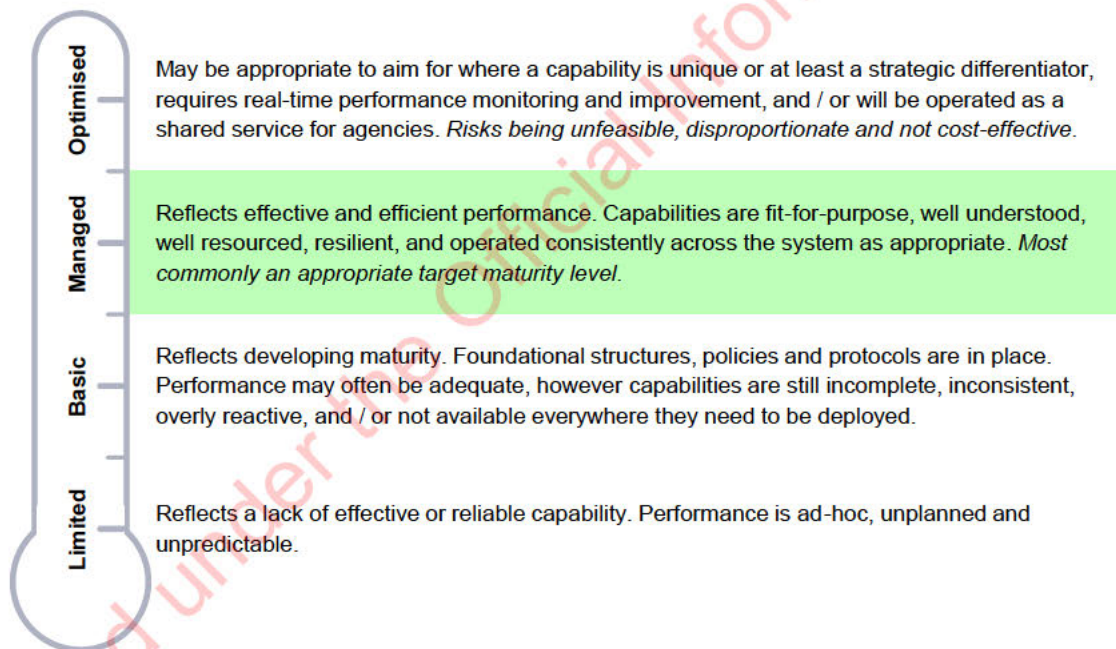 Optimised
May be appropriate to aim for where a capability is unique or at least a strategic differentiator,
requires real-time performance monitoring and improvement, and / or will be operated as a
shared service for agencies. Risks being unfeasible, disproportionate and not cost-effective.
Managed
Reflects effective and efficient performance. Capabilities are fit-for-purpose, well understood,
well resourced, resilient, and operated consistently across the system as appropriate. Most
commonly an appropriate target maturity level.
Basic
Reflects developing maturity. Foundational structures, policies and protocols are in place.
Performance may often be adequate, however capabilities are still incomplete, inconsistent,
overly reactive, and / or not available everywhere they need to be deployed.
Limited
Reflects a lack of effective or reliable capability. Performance is ad-hoc, unplanned and
unpredictable.
d under the Official Infor